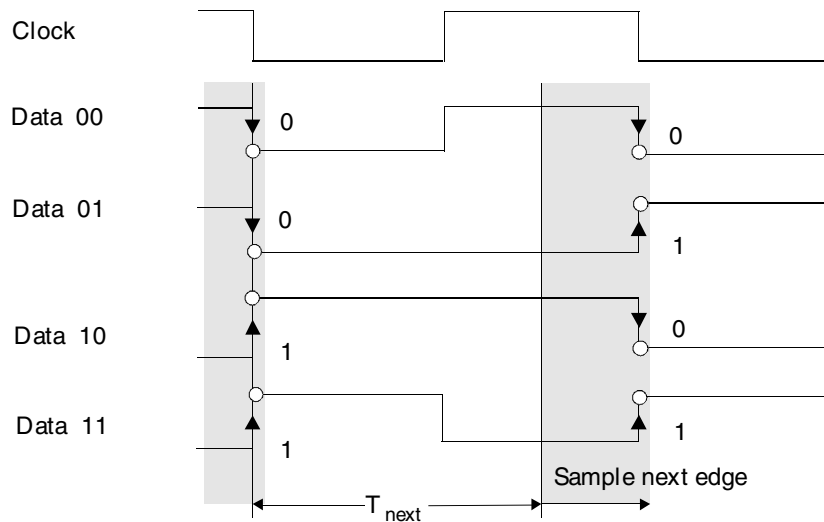 Clock
Data 00
0
0
Data 01
0
1
Data 10
1
0
Data 11
1
1
Sample next edge
T next